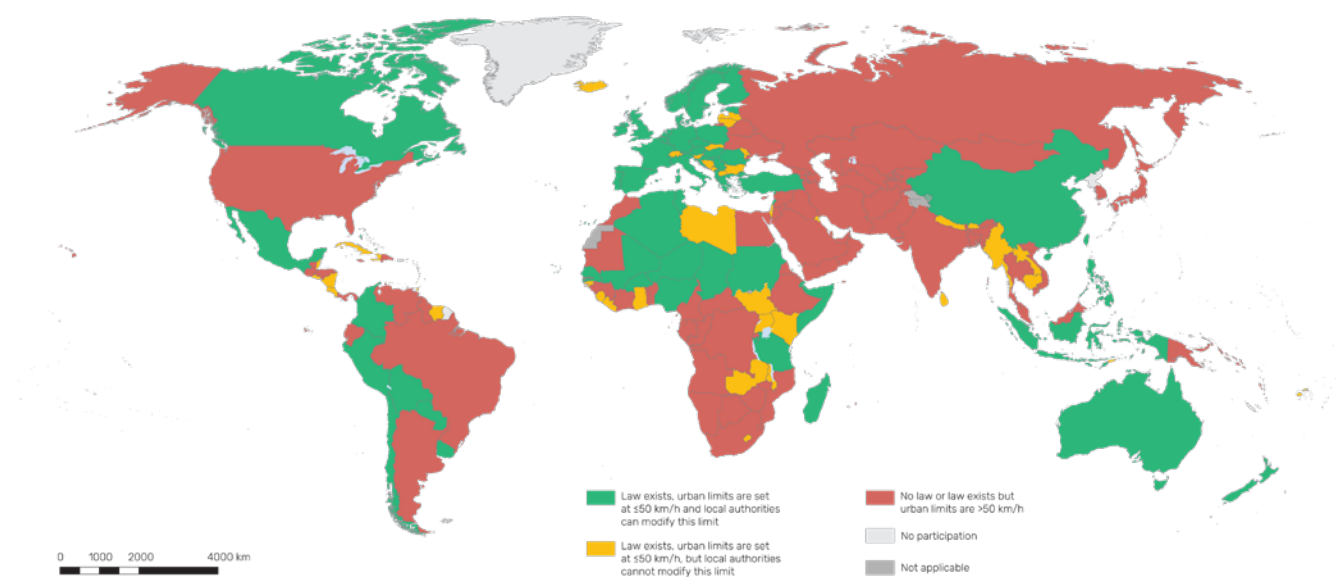 Law exists, urban limits are set
at ≤50 km/h and local authorities
can modify this limit
Law exists, urban limits are set
at ≤50 km/h, but local authorities
cannot modify this limit
No law or law exists but
urban limits are >50 km/h
No participation
Not applicable
0 1000 2000 4000 km